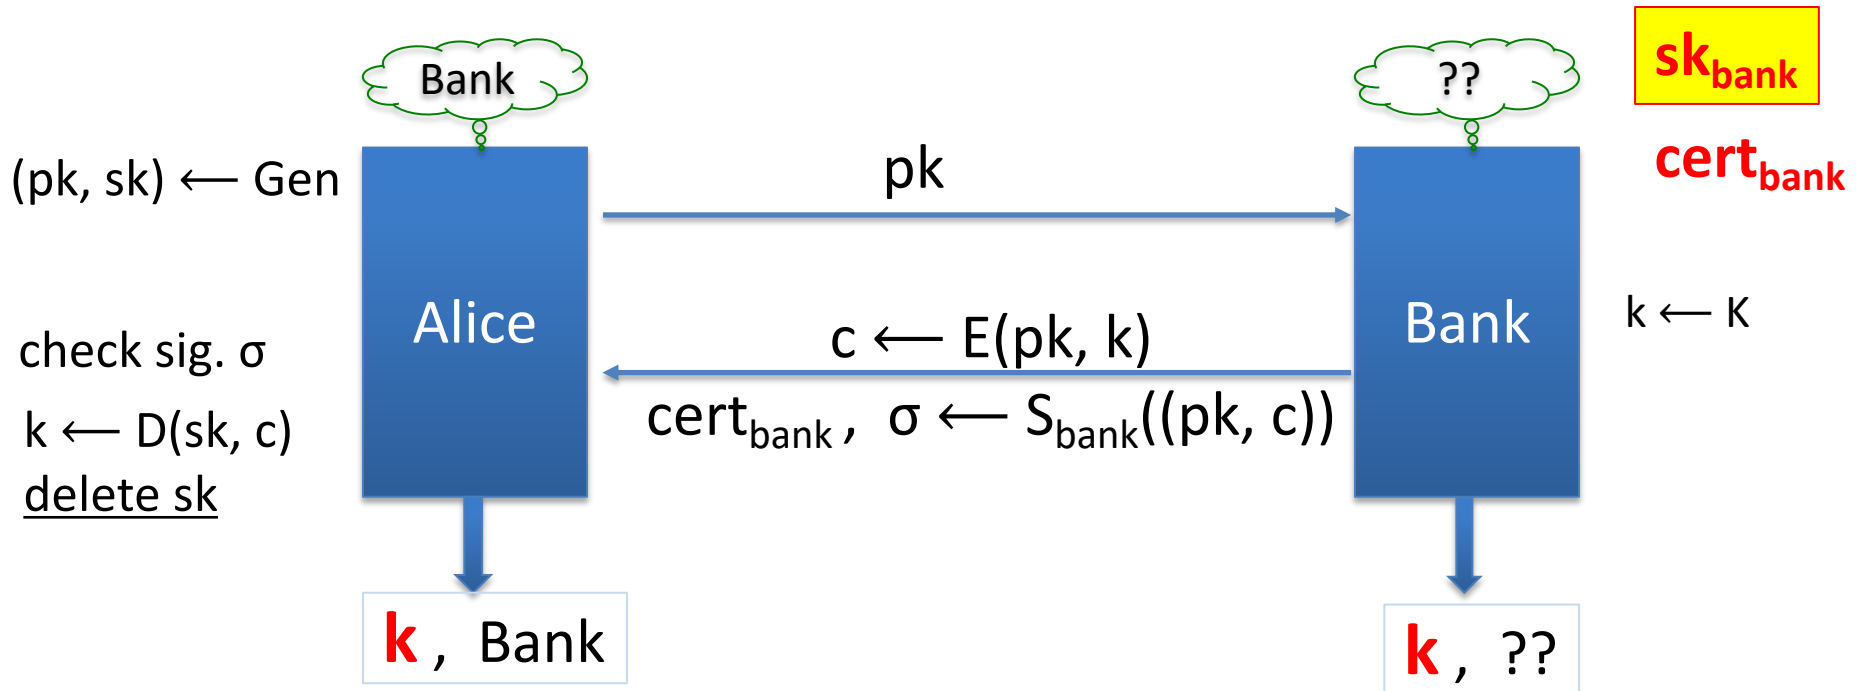 Bank
??
sk_bank
cert_bank
(pk, sk) ⟵ Gen
pk
Alice
Bank
k ⟵ K
check sig. σ
c ⟵ E(pk, k)
k ⟵ D(sk, c)
cert_bank , σ ⟵ S_bank((pk, c))
delete sk
k , Bank
k , ??